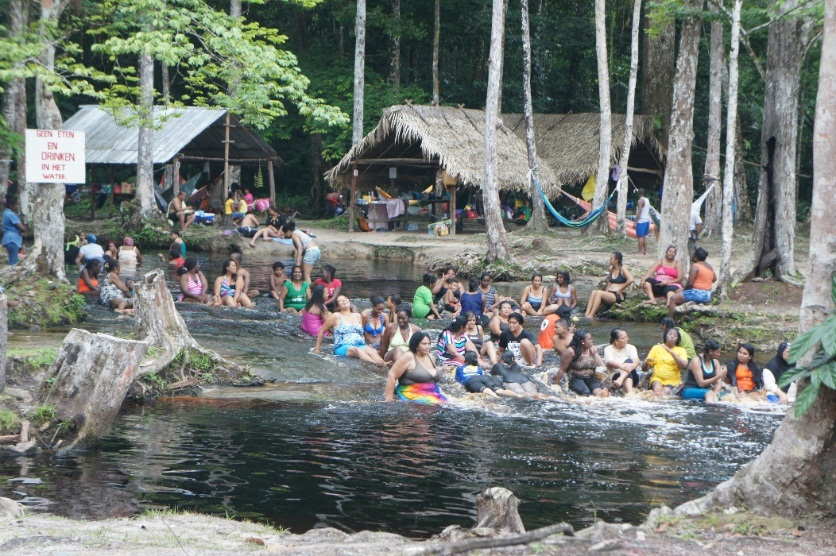 GEEN ETEN
EN
DRINKEN
IN HET
WATER